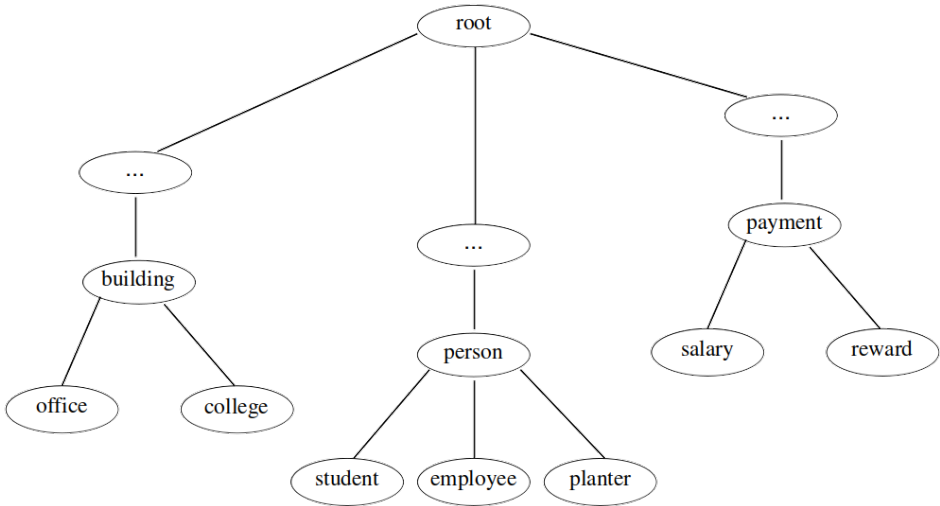 root
...
...
payment
...
building
salary
reward
person
office
college
student
employee
planter